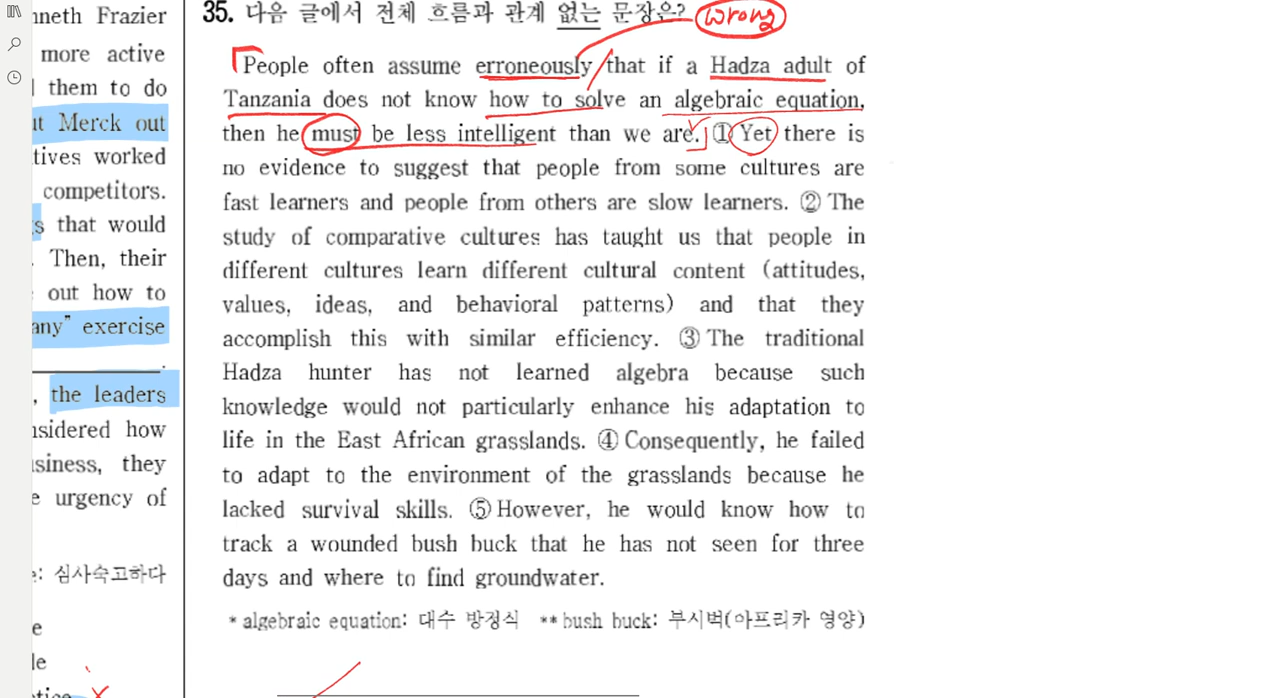 nneth Frazier
more active
them to do
ut Merck out
tives worked
competitors.
s that would
. Then, their
out how to
any” exercise
, the leaders
nsidered how
usiness, they
e urgency of
e: 심사숙고하다
e
le
tice
35. 다음 글에서 전체 흐름과 관계 없는 문장은?
wrong
People often assume erroneously that if a Hadza adult of
Tanzania does not know how to solve an algebraic equation,
then he must be less intelligent than we are. ① Yet there is
no evidence to suggest that people from some cultures are
fast learners and people from others are slow learners. ② The
study of comparative cultures has taught us that people in
different cultures learn different cultural content (attitudes,
values, ideas, and behavioral patterns) and that they
accomplish this with similar efficiency. ③ The traditional
Hadza hunter has not learned algebra because such
knowledge would not particularly enhance his adaptation to
life in the East African grasslands. ④ Consequently, he failed
to adapt to the environment of the grasslands because he
lacked survival skills. ⑤ However, he would know how to
track a wounded bush buck that he has not seen for three
days and where to find groundwater.
* algebraic equation: 대수 방정식 ** bush buck: 부시벅(아프리카 영양)